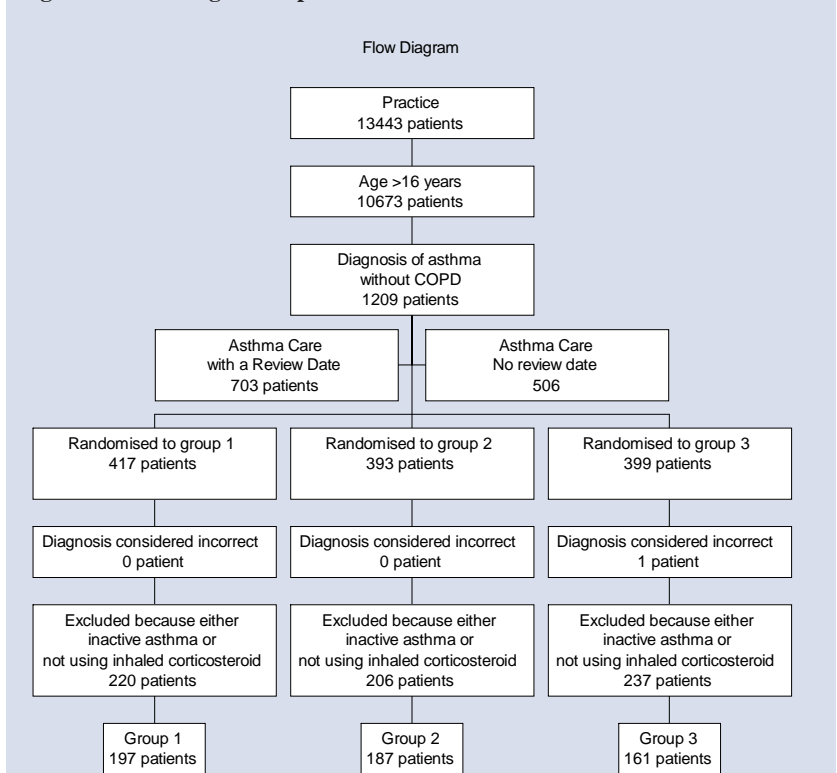 Flow Diagram
Practice
13443 patients
Age >16 years
10673 patients
Diagnosis of asthma
without COPD
1209 patients
Asthma Care
with a Review Date
703 patients
Asthma Care
No review date
506
Randomised to group 1
417 patients
Randomised to group 2
393 patients
Randomised to group 3
399 patients
Diagnosis considered incorrect
0 patient
Diagnosis considered incorrect
0 patient
Diagnosis considered incorrect
1 patient
Excluded because either
inactive asthma or
not using inhaled corticosteroid
220 patients
Excluded because either
inactive asthma or
not using inhaled corticosteroid
206 patients
Excluded because either
inactive asthma or
not using inhaled corticosteroid
237 patients
Group 1
197 patients
Group 2
187 patients
Group 3
161 patients